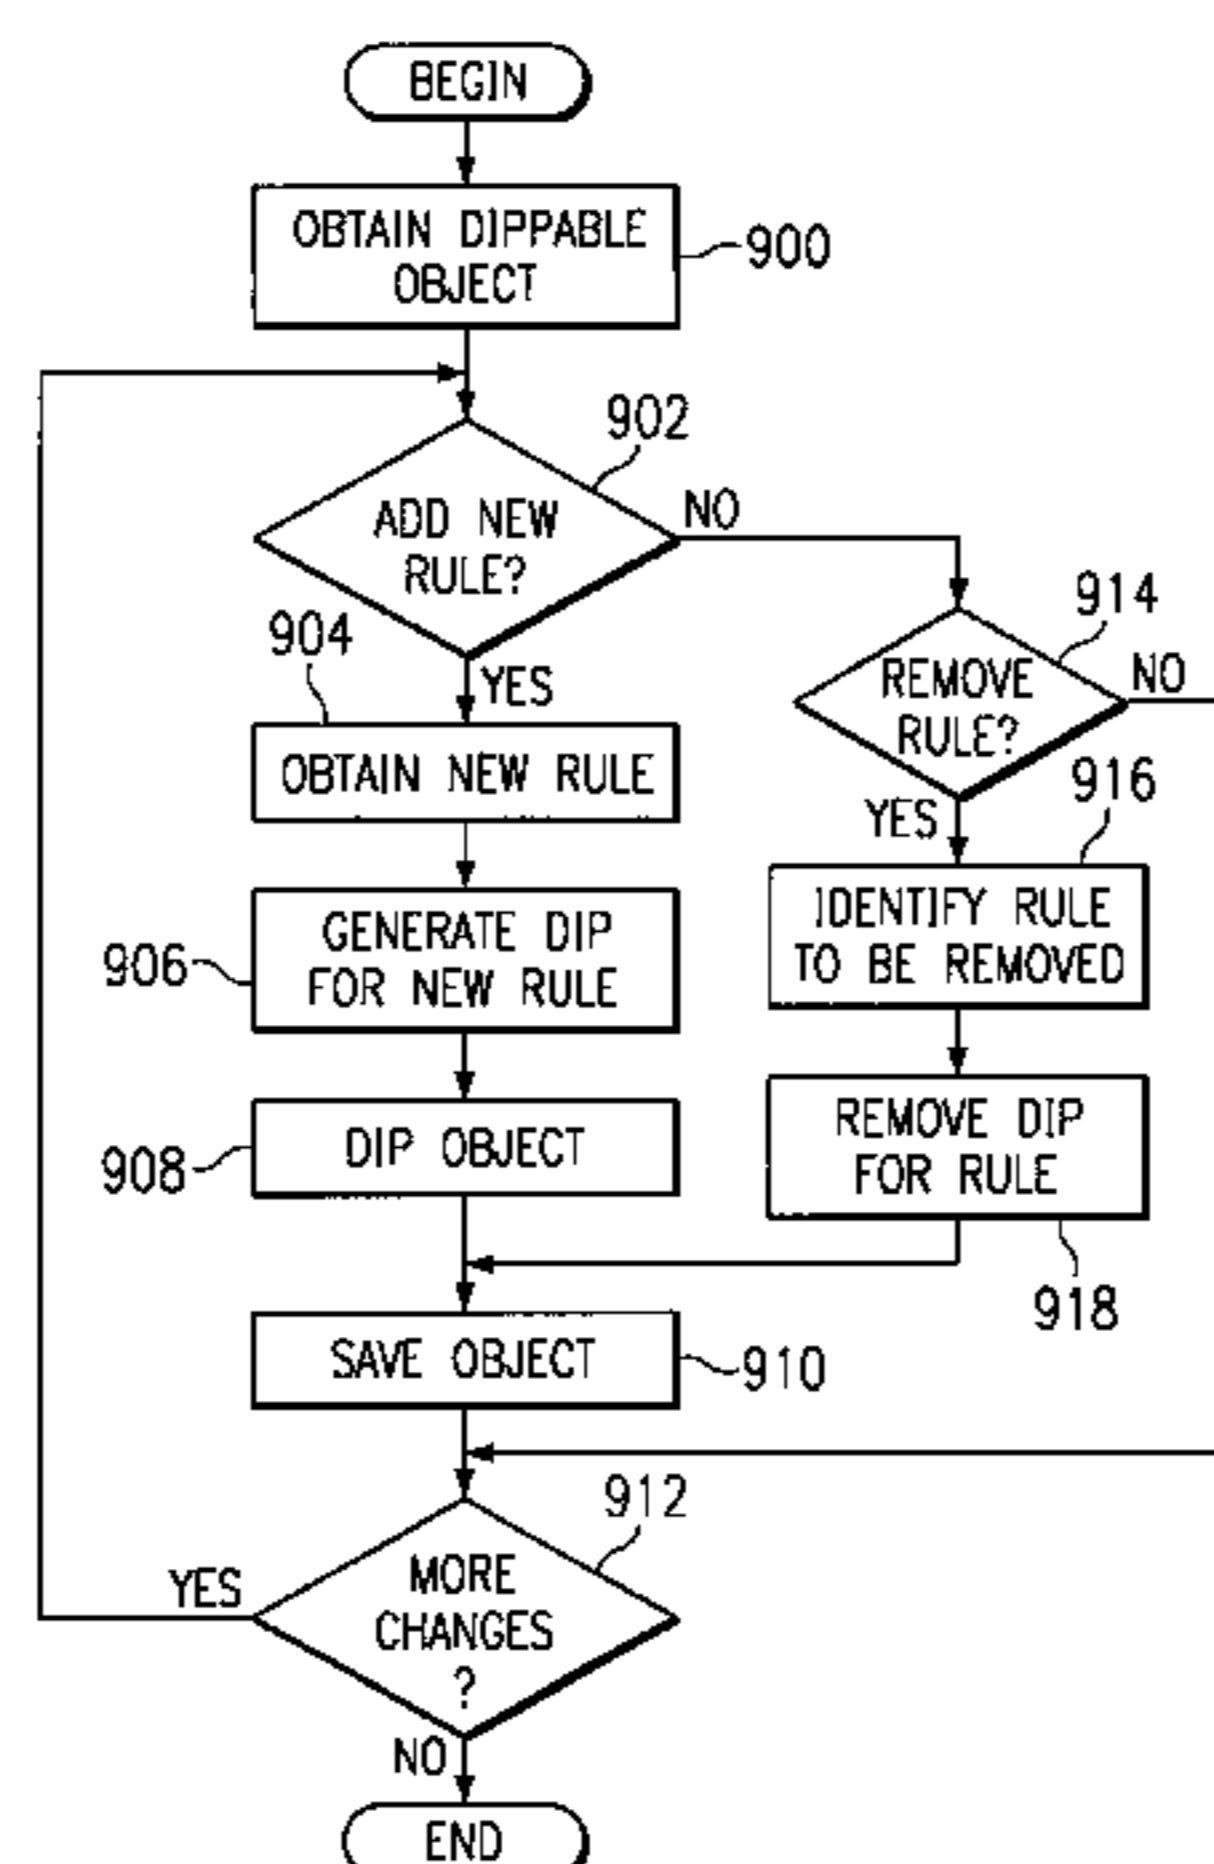 BEGIN
OBTAIN DIPPABLE
OBJECT
900
902
ADD NEW
RULE?
NO
YES
904
OBTAIN NEW RULE
906
GENERATE DIP
FOR NEW RULE
908
DIP OBJECT
914
REMOVE
RULE?
NO
YES
916
IDENTIFY RULE
TO BE REMOVED
REMOVE DIP
FOR RULE
918
SAVE OBJECT
910
912
MORE
CHANGES
?
YES
NO
END